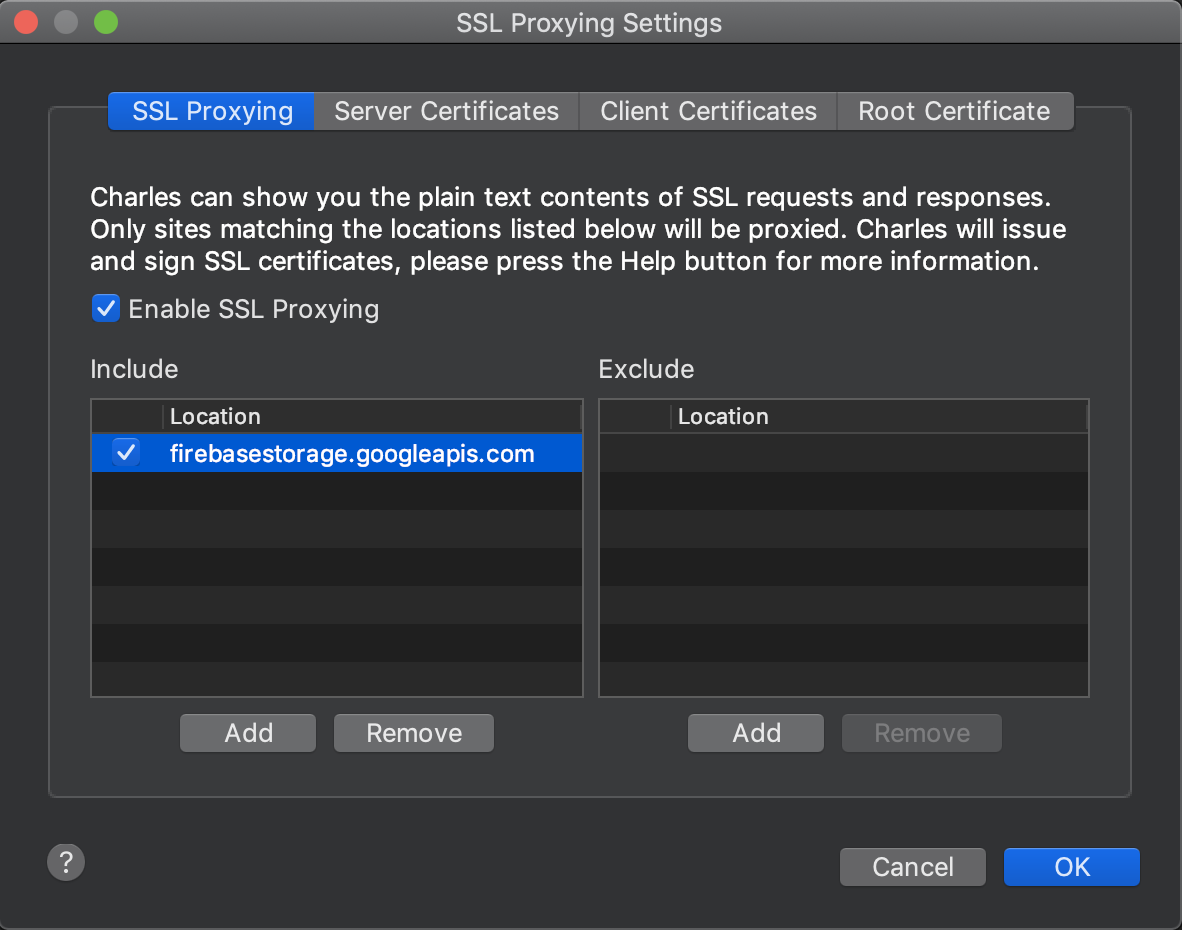 SSL Proxying Settings
SSL Proxying
Server Certificates
Client Certificates
Root Certificate
Charles can show you the plain text contents of SSL requests and responses.
Only sites matching the locations listed below will be proxied. Charles will issue
and sign SSL certificates, please press the Help button for more information.
Enable SSL Proxying
Include
Location
firebasestorage.googleapis.com
Add
Remove
Exclude
Location
Add
Remove
?
Cancel
OK